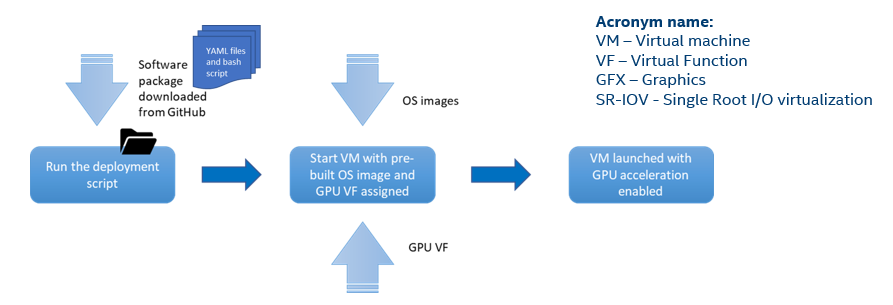 YAML files
and bash
script
Software
package
downloaded
from GitHub
Run the deployment
script
OS images
Start VM with pre-
built OS image and
GPU VF assigned
GPU VF
VM launched with
GPU acceleration
enabled
Acronym name:
VM – Virtual machine
VF – Virtual Function
GFX – Graphics
SR-IOV - Single Root I/O virtualization